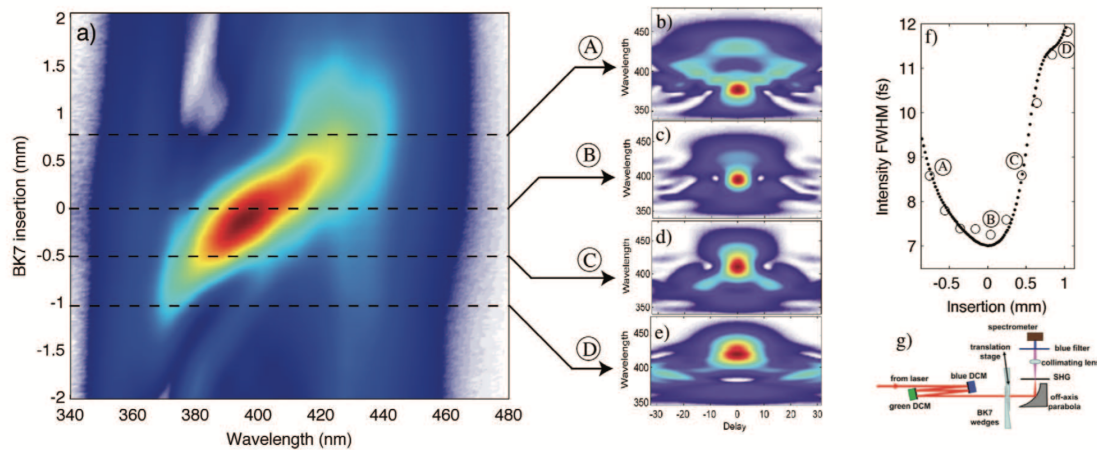 a)
BK7 insertion (mm)
2
1.5
1
0.5
0
-0.5
-1
-1.5
-2
340
360
380
400
420
440
460
480
Wavelength (nm)
A
B
C
D
b)
Wavelength
450
400
350
c)
Wavelength
450
400
350
d)
Wavelength
450
400
350
e)
Wavelength
450
400
350
-30
-20
-10
0
10
20
30
Delay
f)
Intensity FWHM (fs)
12
11
10
9
8
7
A
B
C
D
-0.5
0
0.5
1
Insertion (mm)
g)
spectrometer
translation
stage
blue filter
collimating lens
from laser
blue DCM
SHG
green DCM
off-axis
parabola
BK7
wedges